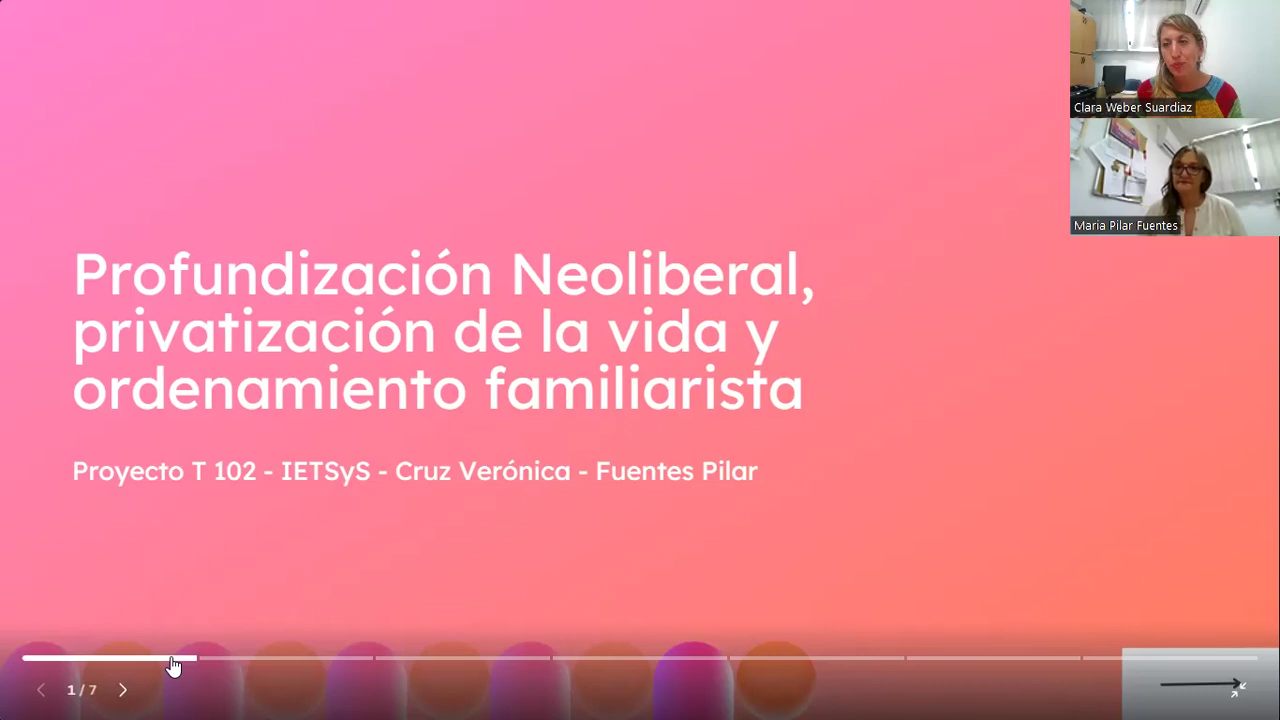 Clara Weber Suardiaz
Maria Pilar Fuentes
Profundización Neoliberal,
privatización de la vida y
ordenamiento familiarista
Proyecto T 102 - IETSyS - Cruz Verónica - Fuentes Pilar
1 / 7